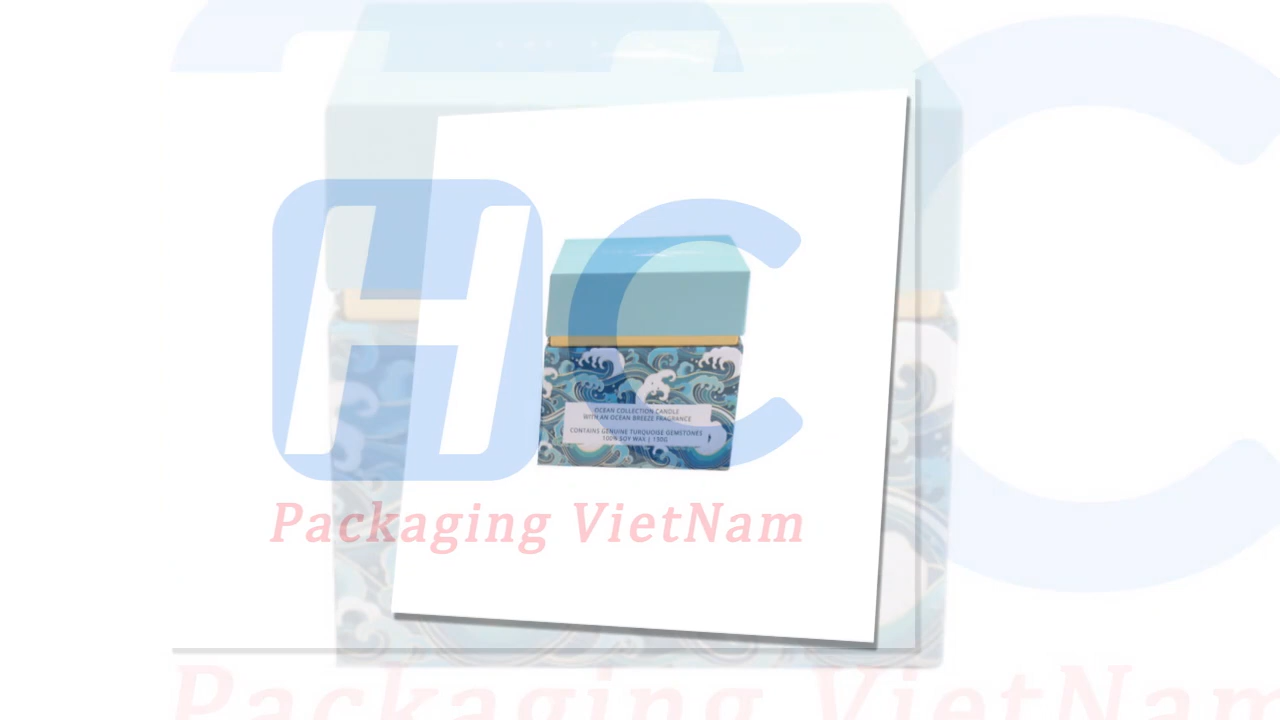 HC
Packaging VietNam
OCEAN COLLECTION CANDLE
WITH AN OCEAN BREEZE FRAGRANCE
CONTAINS GENUINE TURQUOISE GEMSTONES
100% SOY WAX | 130G
Packaging VietNam